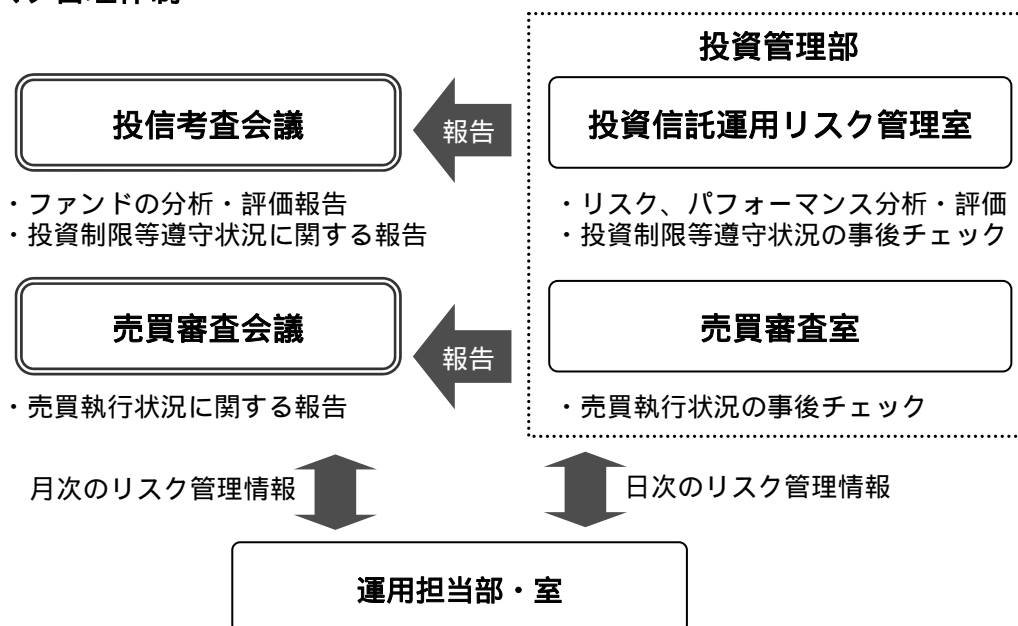 投資管理部
投信考査会議
報告
投資信託運用リスク管理室
・ファンドの分析・評価報告
・投資制限等遵守状況に関する報告
・リスク、パフォーマンス分析・評価
・投資制限等遵守状況の事後チェック
売買審査会議
報告
売買審査室
・売買執行状況に関する報告
・売買執行状況の事後チェック
月次のリスク管理情報
日次のリスク管理情報
運用担当部・室